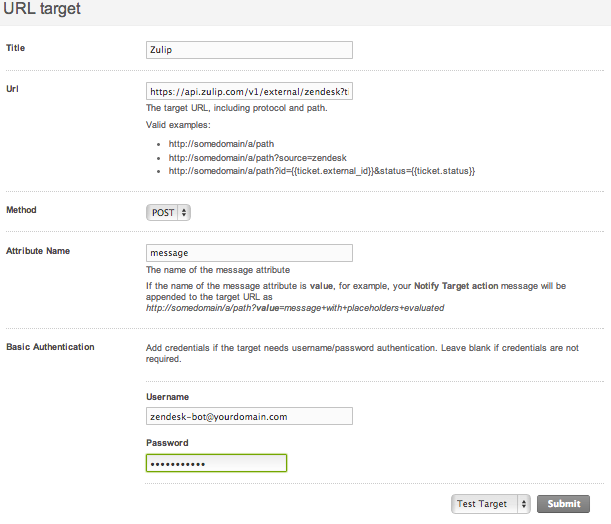 URL target
Title
Zulip
Url
https://api.zulip.com/v1/external/zendesk?ti
The target URL, including protocol and path.
Valid examples:
• http://somedomain/a/path
• http://somedomain/a/path?source=zendesk
• http://somedomain/a/path?id={{ticket.external_id}}&status={{ticket.status}}
Method
POST
Attribute Name
message
The name of the message attribute
If the name of the message attribute is value, for example, your Notify Target action message will be
appended to the target URL as
http://somedomain/a/path?value=message+with+placeholders+evaluated
Basic Authentication
Add credentials if the target needs username/password authentication. Leave blank if credentials are not
required.
Username
zendesk-bot@yourdomain.com
Password
•••••••••••
Test Target
Submit